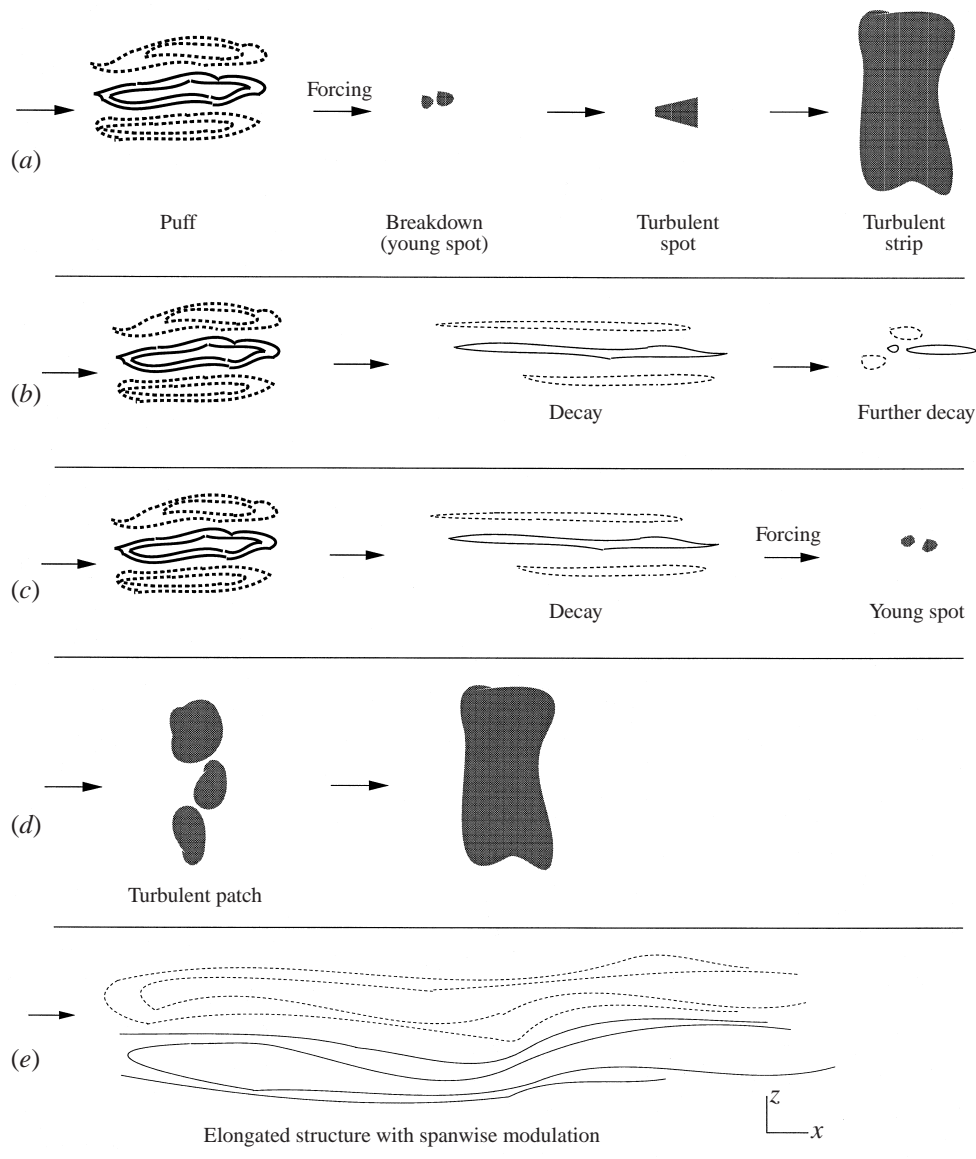 Forcing
(a)
Puff
Breakdown
(young spot)
Turbulent
spot
Turbulent
strip
(b)
Decay
Further decay
Forcing
(c)
Decay
Young spot
(d)
Turbulent patch
(e)
z
x
Elongated structure with spanwise modulation